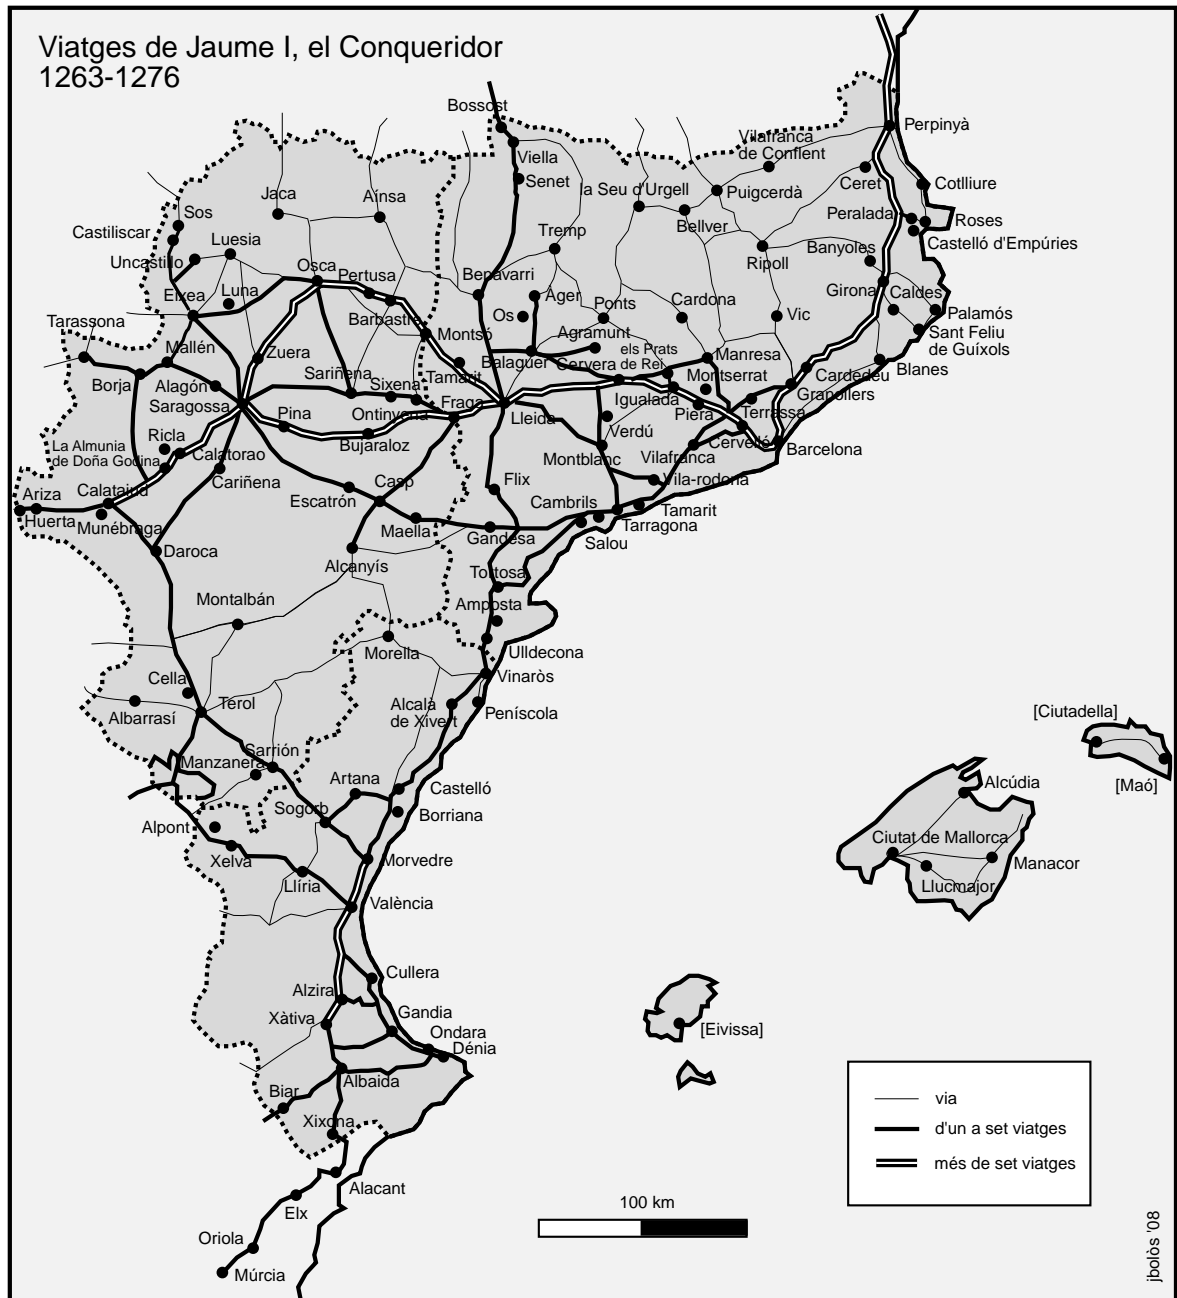 Viatges de Jaume I, el Conqueridor
1263-1276
Bossost
Perpinyà
Vilafranca
de Conflent
Viella
Senet
la Seu d'Urgell
Puigcerdà
Ceret
Cotlliure
Jaca
Aínsa
Sos
Castiliscar
Bellver
Peralada
Roses
Castelló d'Empúries
Luesia
Uncastillo
Tremp
Ripoll
Banyoles
Osca
Pertusa
Benavarri
Luna
Eixea
Àger
Ponts
Cardona
Girona
Caldes
Palamós
Barbastre
Os
Vic
Tarassona
Sant Feliu
de Guíxols
Montsó
Agramunt
els Prats
de Rei
Mallén
Zuera
Balaguer
Cervera
Manresa
Blanes
Borja
Alagón
Sariñena
Sixena
Tamarit
Montserrat
Cardedeu
Saragossa
Pina
Ontinyena
Fraga
Igualada
Granollers
Piera
Terrassa
Lleida
Ricla
La Almunia
de Doña Godina
Calatorao
Bujaraloz
Verdú
Montblanc
Vilafranca
Cervelló
Barcelona
Cariñena
Ariza
Huerta
Calataiud
Munébraga
Escatrón
Casp
Flix
Vila-rodona
Cambrils
Tamarit
Tarragona
Salou
Maella
Gandesa
Daroca
Alcanyís
Tortosa
Montalbán
Amposta
Morella
Ulldecona
Vinaròs
Cella
Albarrasí
Terol
Alcalà
de Xivert
Peníscola
[Ciutadella]
[Maó]
Sarrión
Manzanera
Artana
Castelló
Alcúdia
Sogorb
Borriana
Alpont
Xelva
Llíria
Morvedre
Ciutat de Mallorca
Manacor
Llucmajor
València
Cullera
Alzira
Gandia
Xàtiva
Ondara
Dénia
[Eivissa]
Albaida
Biar
Xixona
Alacant
Elx
Oriola
Múrcia
via
d'un a set viatges
més de set viatges
100 km
jbolòs '08